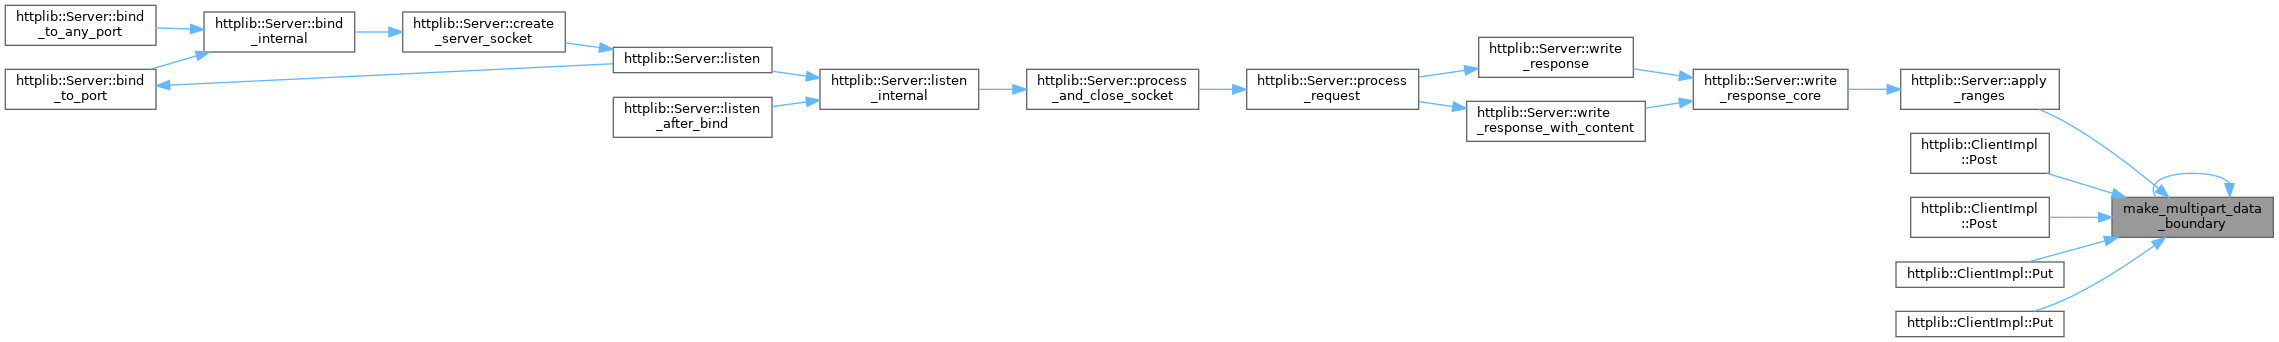 httplib::Server::bind
_to_any_port
httplib::Server::bind
_to_port
httplib::Server::bind
_internal
httplib::Server::create
_server_socket
httplib::Server::listen
httplib::Server::listen
_after_bind
httplib::Server::listen
_internal
httplib::Server::process
_and_close_socket
httplib::Server::process
_request
httplib::Server::write
_response
httplib::Server::write
_response_with_content
httplib::Server::write
_response_core
httplib::Server::apply
_ranges
httplib::ClientImpl
::Post
httplib::ClientImpl
::Post
httplib::ClientImpl::Put
httplib::ClientImpl::Put
make_multipart_data
_boundary